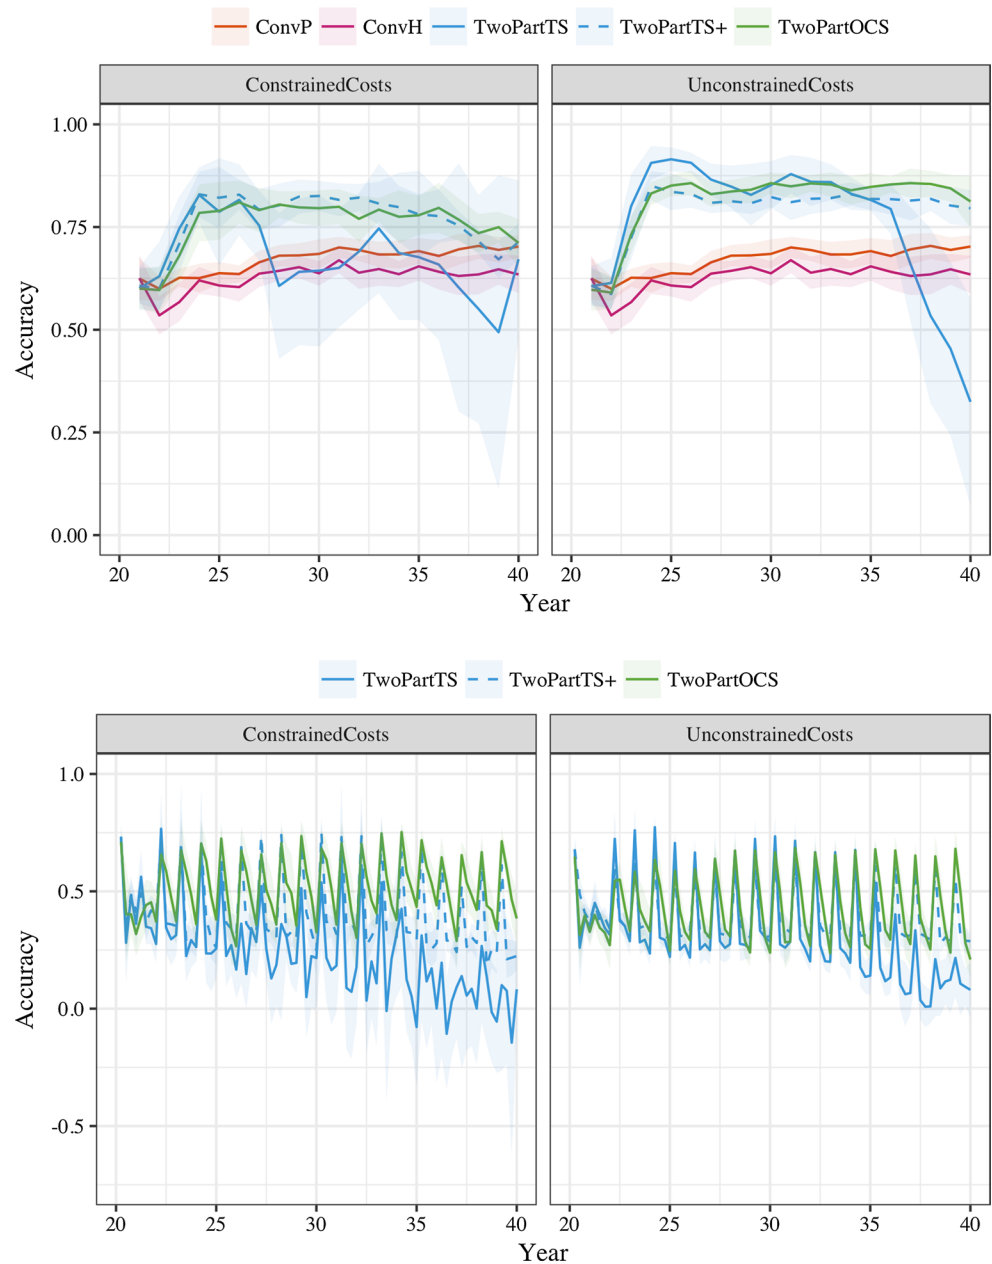 ConvP ConvH TwoPartTS TwoPartTS+ TwoPartOCS
ConstrainedCosts UnconstrainedCosts
1.00
0.75
0.50
0.25
0.00
Accuracy
20 25 30 35 40 20 25 30 35 40
Year
TwoPartTS TwoPartTS+ TwoPartOCS
ConstrainedCosts UnconstrainedCosts
1.0
0.5
0.0
-0.5
Accuracy
20 25 30 35 40 20 25 30 35 40
Year